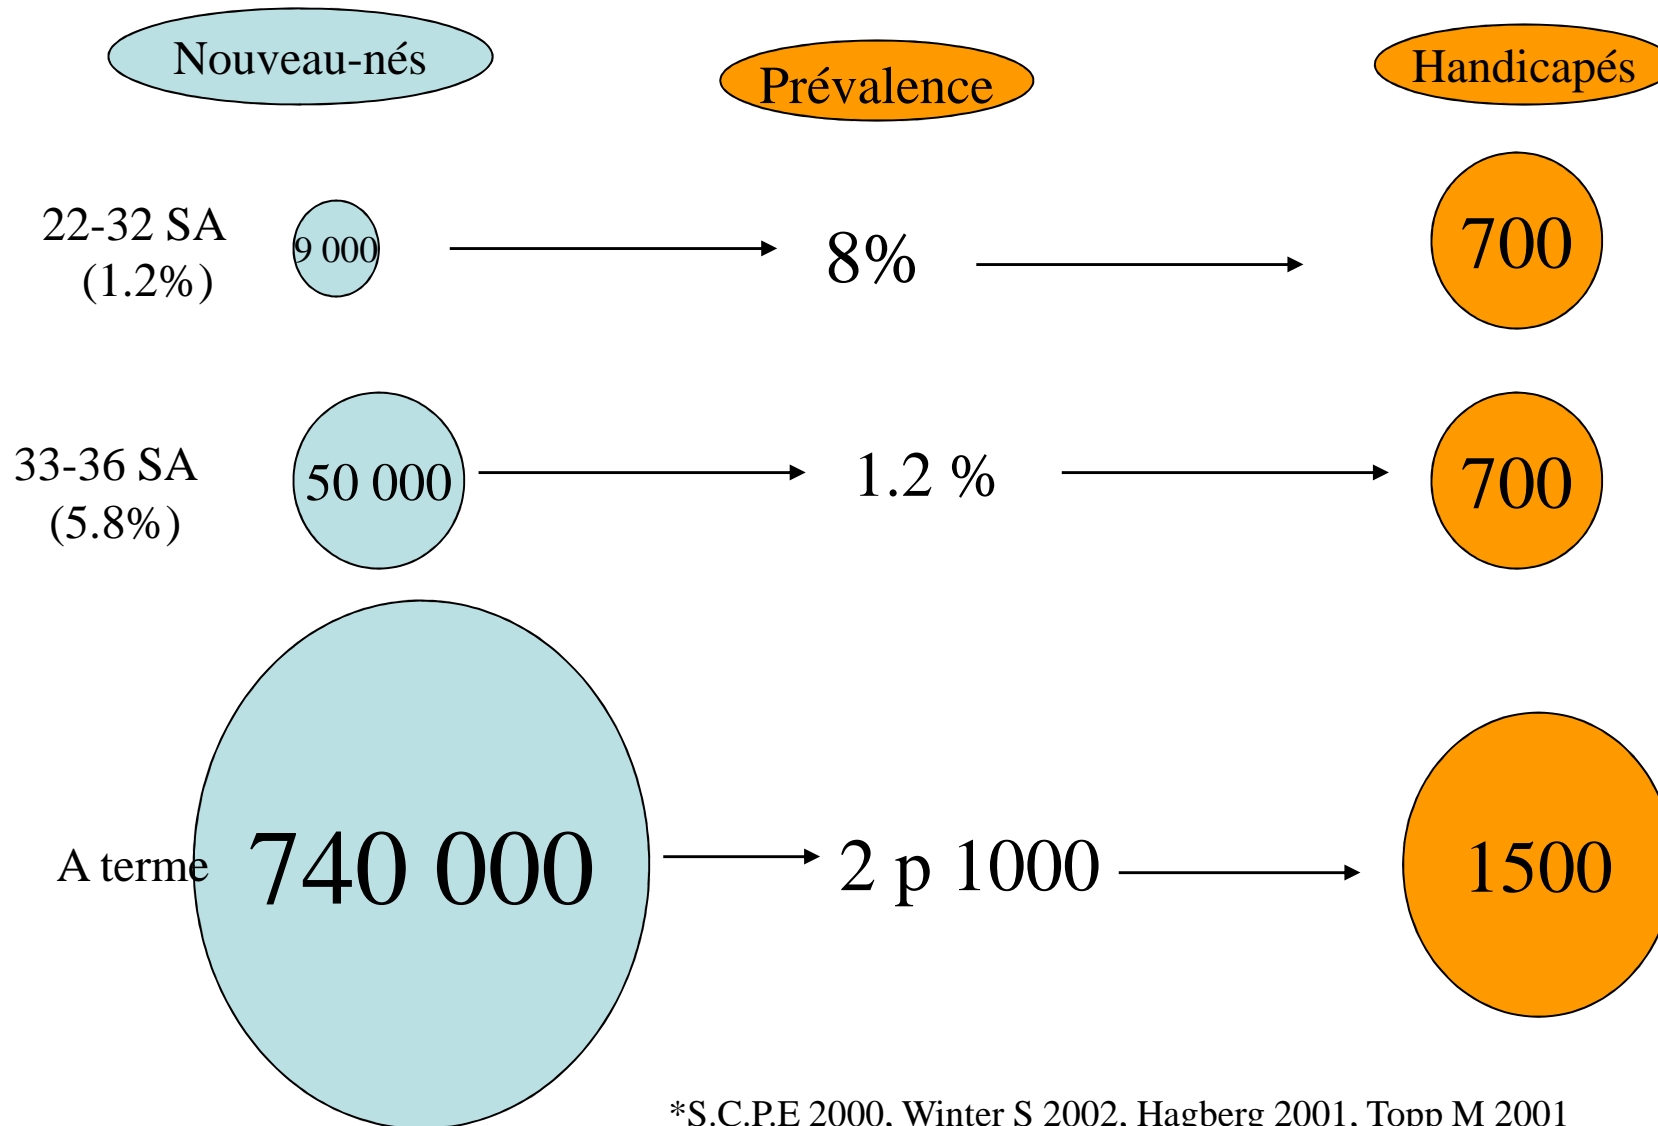 Nouveau-nés
Prévalence
Handicapés
22-32 SA
(1.2%)
9 000
8%
700
33-36 SA
(5.8%)
50 000
1.2 %
700
A terme
740 000
2 p 1000
1500
*S.C.P.E 2000, Winter S 2002, Hagberg 2001, Topp M 2001